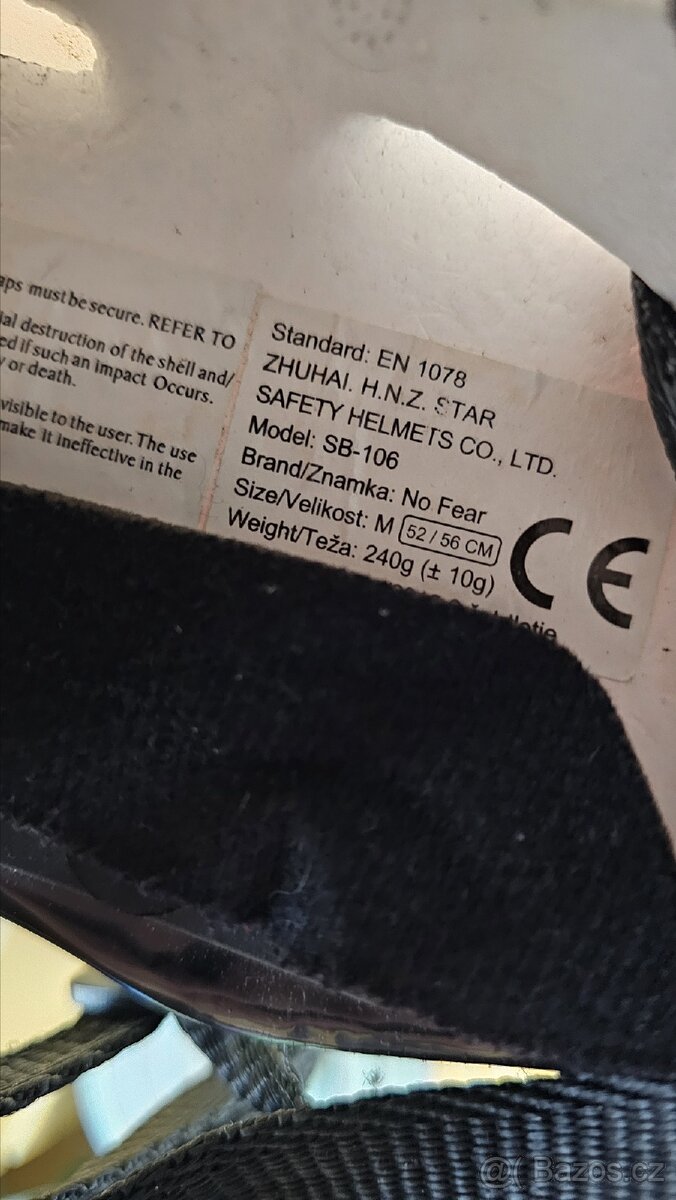 aps must be secure. REFER TO
ial destruction of the shell and/
ed if such an impact Occurs.
y or death.
visible to the user. The use
make it ineffective in the
Standard: EN 1078
ZHUHAI. H.N.Z. STAR
SAFETY HELMETS CO., LTD.
Model: SB-106
Brand/Znamka: No Fear
Size/Velikost: M 52 / 56 CM
Weight/Teža: 240g (± 10g)
CE
@( Bazos.cz